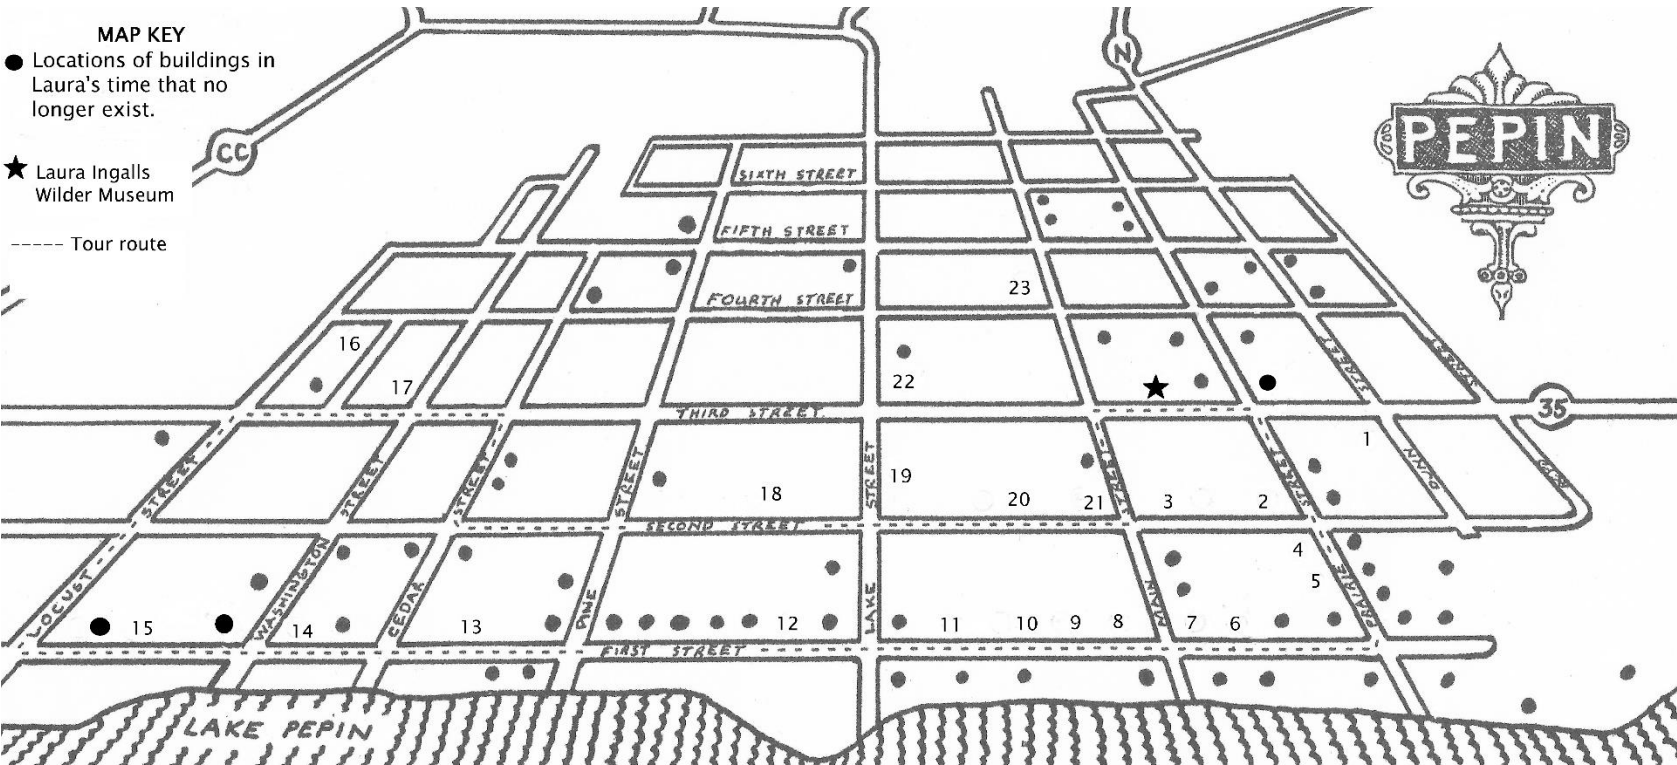 MAP KEY
Locations of buildings in
Laura's time that no
longer exist.
Laura Ingalls
Wilder Museum
----- Tour route
CC
N
PEPIN
SIXTH STREET
FIFTH STREET
FOURTH STREET
23
16
17
22
STREET
STREET
THIRD STREET
35
1
STREET
STREET
STREET
STREET
STREET
STREET
STREET
DUNN
18
19
20
21
3
2
SECOND STREET
4
5
LOCUST
WASHINGTON
CEDAR
PINE
LAKE
MAIN
PRAIRIE
15
14
13
12
11
10
9
8
7
6
FIRST STREET
LAKE PEPIN